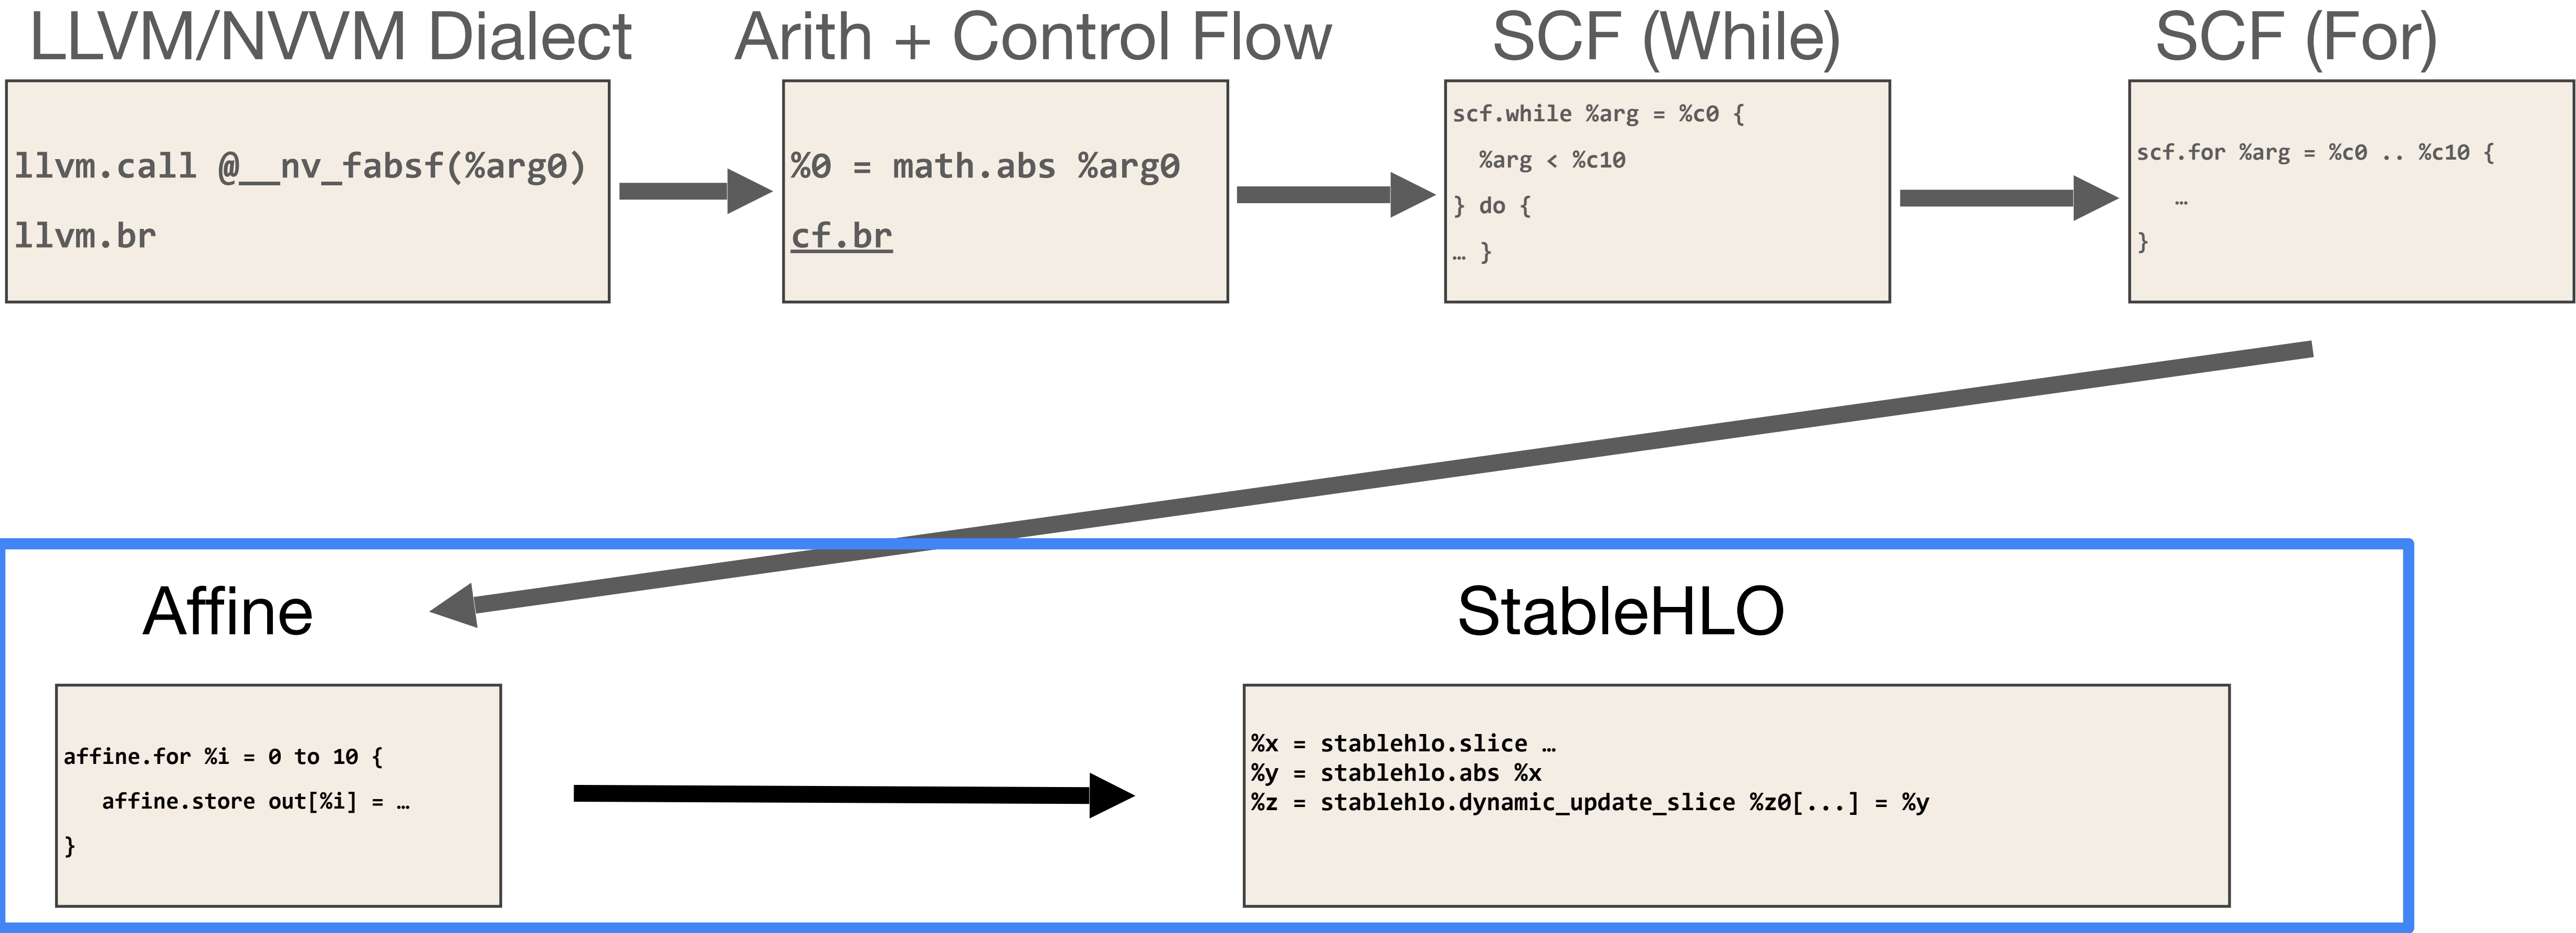 LLVM/NVVM Dialect
llvm.call @__nv_fabsf(%arg0)
llvm.br
Arith + Control Flow
%0 = math.abs %arg0
cf.br
SCF (While)
scf.while %arg = %c0 {
%arg < %c10
} do {
… }
SCF (For)
scf.for %arg = %c0 .. %c10 {
…
}
Affine
affine.for %i = 0 to 10 {
affine.store out[%i] = …
}
StableHLO
%x = stablehlo.slice …
%y = stablehlo.abs %x
%z = stablehlo.dynamic_update_slice %z0[...] = %y